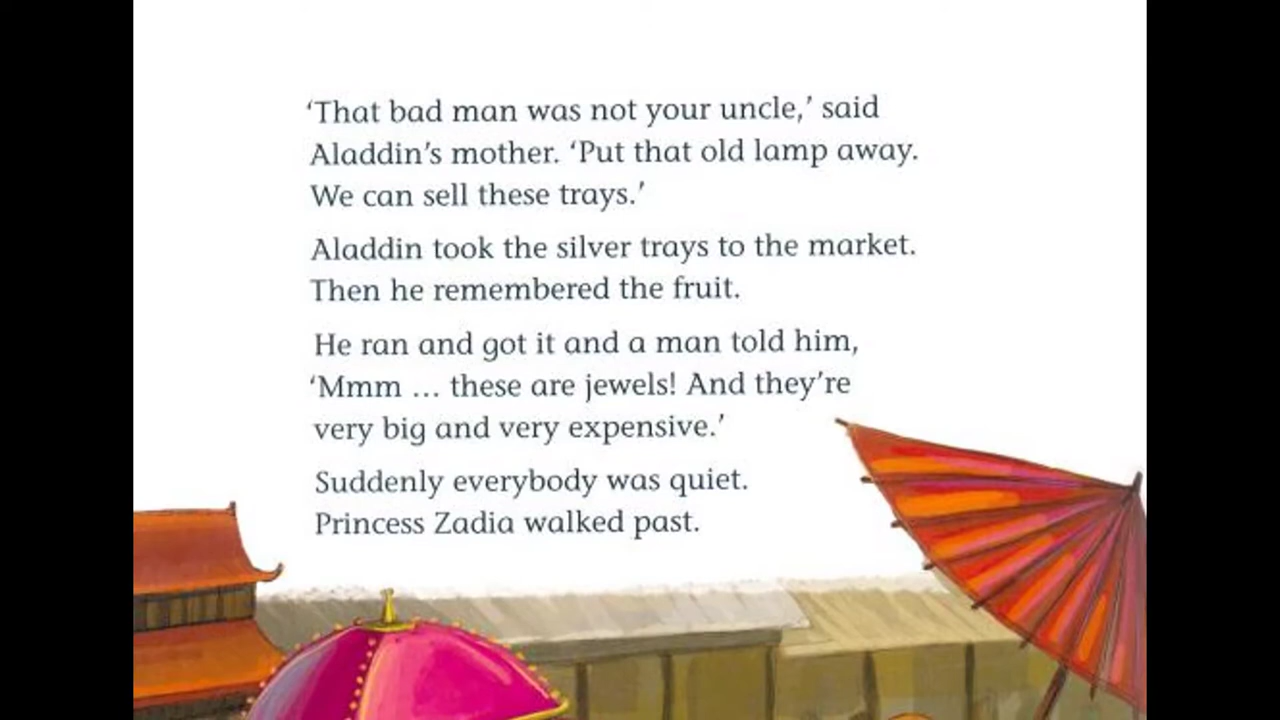 ‘That bad man was not your uncle,’ said
Aladdin’s mother. ‘Put that old lamp away.
We can sell these trays.’
Aladdin took the silver trays to the market.
Then he remembered the fruit.
He ran and got it and a man told him,
‘Mmm … these are jewels! And they’re
very big and very expensive.’
Suddenly everybody was quiet.
Princess Zadia walked past.